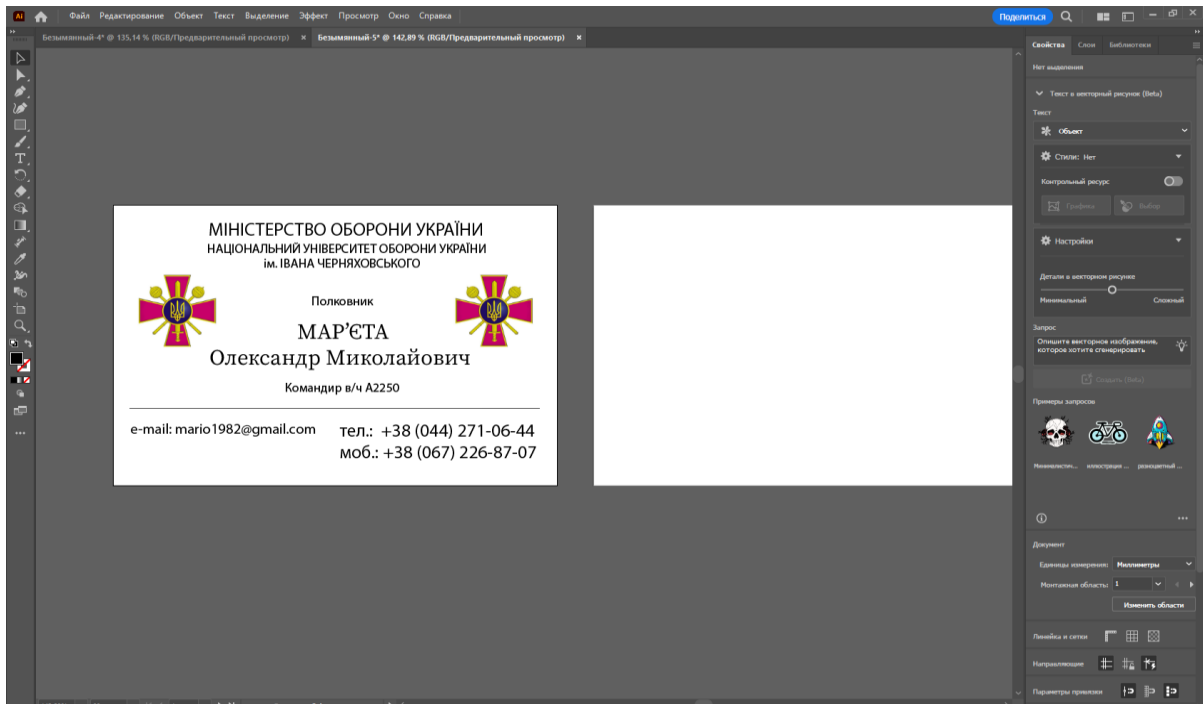 Файл Редактирование Объект Текст Выделение Эффект Просмотр Окно Справка
Поделиться
Безымянный-4* @ 135,14 % (RGB/Предварительный просмотр) × Безымянный-5* @ 142,89 % (RGB/Предварительный просмотр) ×
Свойства Слои Библиотеки
Нет выделения
Текст в векторный рисунок (Beta)
Текст
Объект
Стили: Нет
Контрольный ресурс
Графика Выбор
Настройки
Детали в векторном рисунке
Минимальный Сложный
Запрос
Опишите векторное изображение,
которое хотите сгенерировать
Создать (Beta)
Примеры запросов
Минималистич... иллюстрация ... разноцветный ...
Документ
Единицы измерения: Миллиметры
Монтажная область: 1
Изменить области
Линейка и сетки
Направляющие
Параметры привязки
МІНІСТЕРСТВО ОБОРОНИ УКРАЇНИ
НАЦІОНАЛЬНИЙ УНІВЕРСИТЕТ ОБОРОНИ УКРАЇНИ
ім. ІВАНА ЧЕРНЯХОВСЬКОГО
Полковник
МАР’ЄТА
Олександр Миколайович
Командир в/ч А2250
e-mail: mario1982@gmail.com
тел.: +38 (044) 271-06-44
моб.: +38 (067) 226-87-07